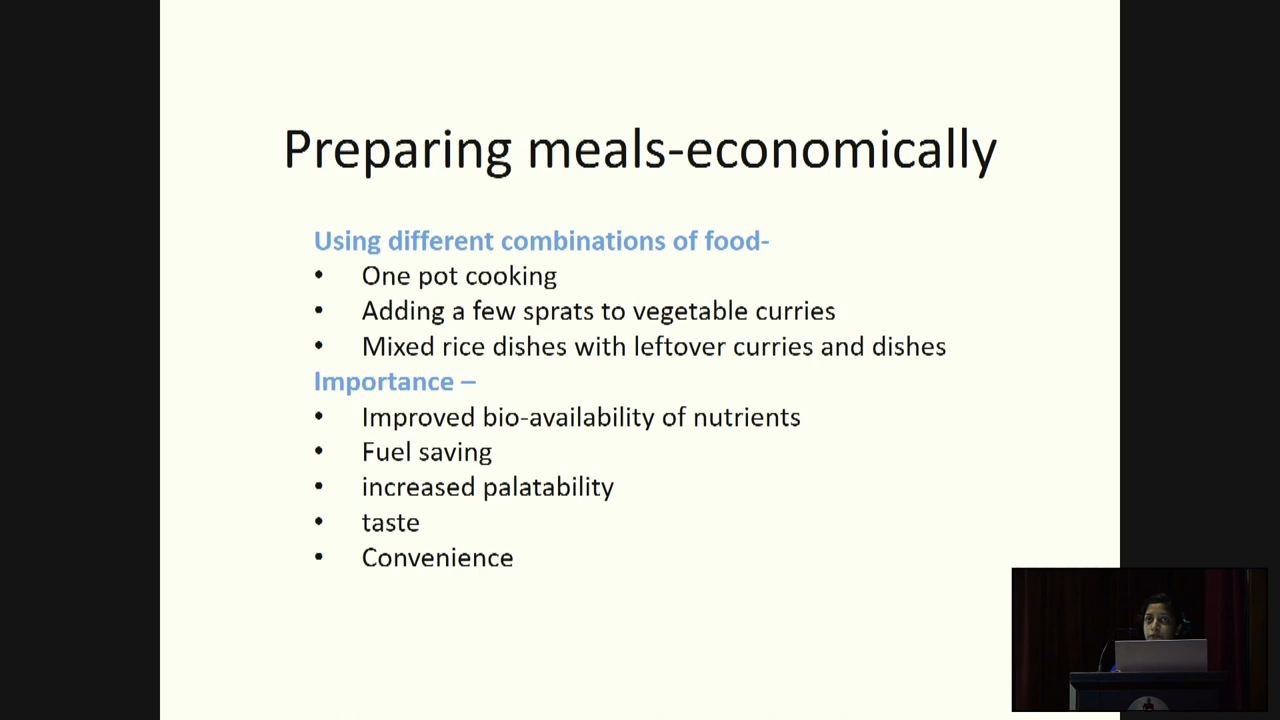 Preparing meals-economically
Using different combinations of food-
• One pot cooking
• Adding a few sprats to vegetable curries
• Mixed rice dishes with leftover curries and dishes
Importance –
• Improved bio-availability of nutrients
• Fuel saving
• increased palatability
• taste
• Convenience